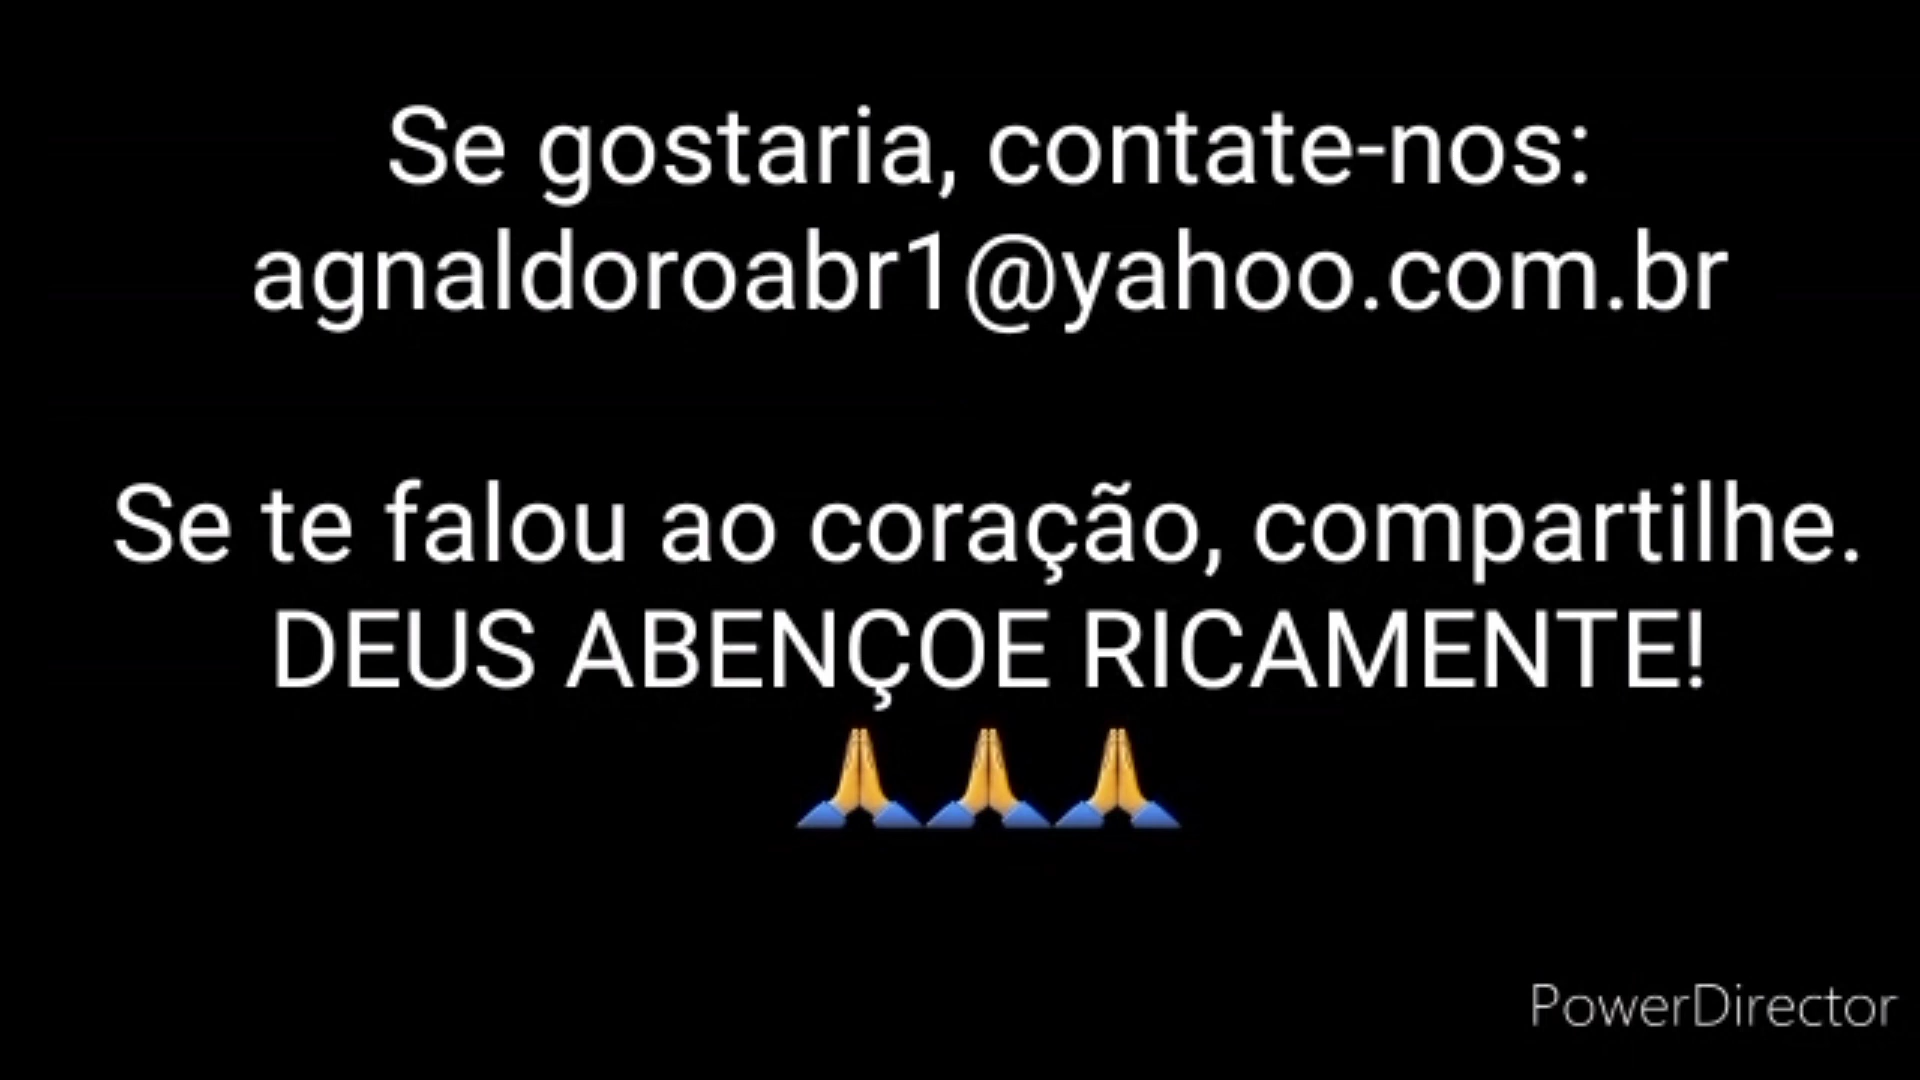 Se gostaria, contate-nos:
agnaldoroabr1@yahoo.com.br
Se te falou ao coração, compartilhe.
DEUS ABENÇOE RICAMENTE!
🙏🙏🙏
PowerDirector